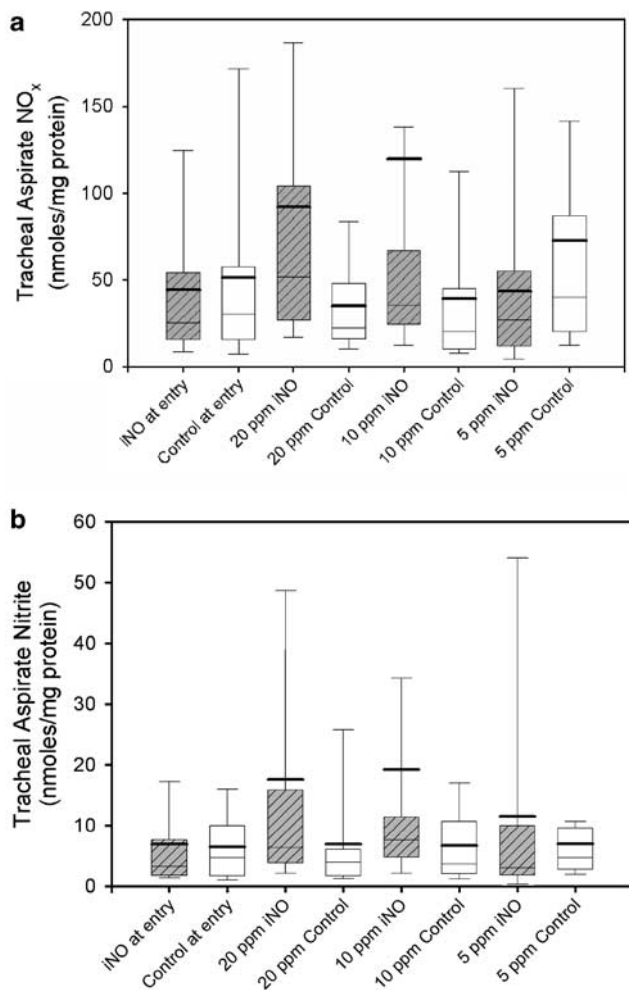 a
Tracheal Aspirate NOx
(nmoles/mg protein)
200
150
100
50
0
iNO at entry
Control at entry
20 ppm iNO
20 ppm Control
10 ppm iNO
10 ppm Control
5 ppm iNO
5 ppm Control
b
Tracheal Aspirate Nitrite
(nmoles/mg protein)
60
50
40
30
20
10
0
iNO at entry
Control at entry
20 ppm iNO
20 ppm Control
10 ppm iNO
10 ppm Control
5 ppm iNO
5 ppm Control